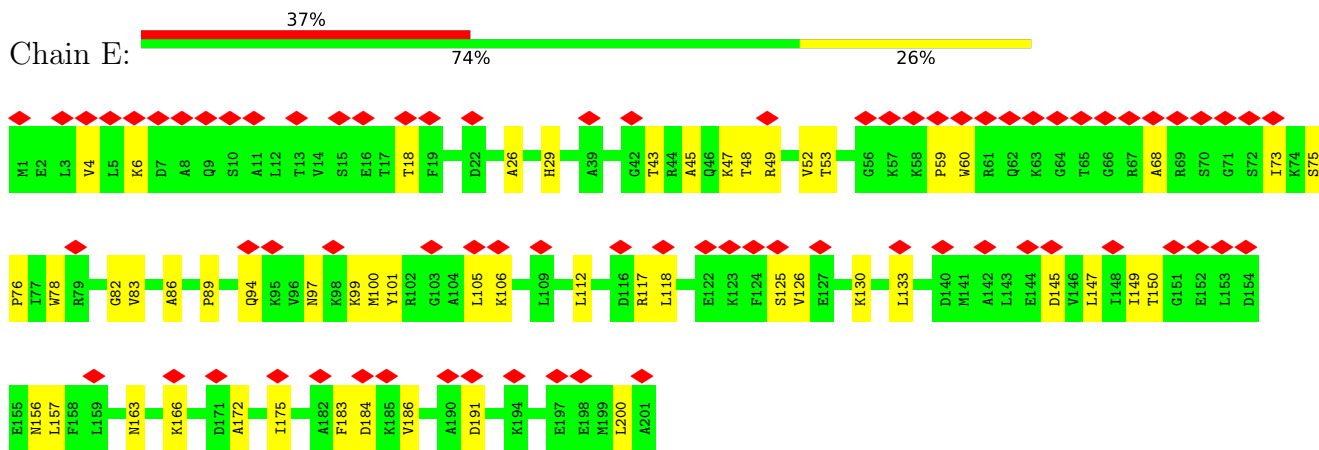 37%
Chain E:
74% 26%
M1 E2 L3 V4 L5 K6 D7 A8 Q9 S10 A11 L12 T13 V14 S15 E16 T17 T18 F19 D22 A26 H29 A39 G42 T43 R44 A45 Q46 K47 T48 R49 V52 T53 G56 K57 K58 P59 W60 R61 Q62 K63 G64 T65 G66 R67 A68 R69 S70 G71 S72 I73 K74 S75
P76 I77 W78 R79 G82 V83 A86 P89 Q94 K95 V96 N97 K98 K99 M100 Y101 R102 G103 A104 L105 K106 L109 L112 D116 R117 L118 E122 K123 F124 S125 V126 E127 K130 L133 D140 M141 A142 L143 E144 D145 V146 L147 I148 I149 T150 G151 E152 L153 D154
E155 N156 L157 F158 L159 N163 K166 D171 A172 I175 A182 F183 D184 K185 V186 A190 D191 K194 E197 E198 M199 L200 A201